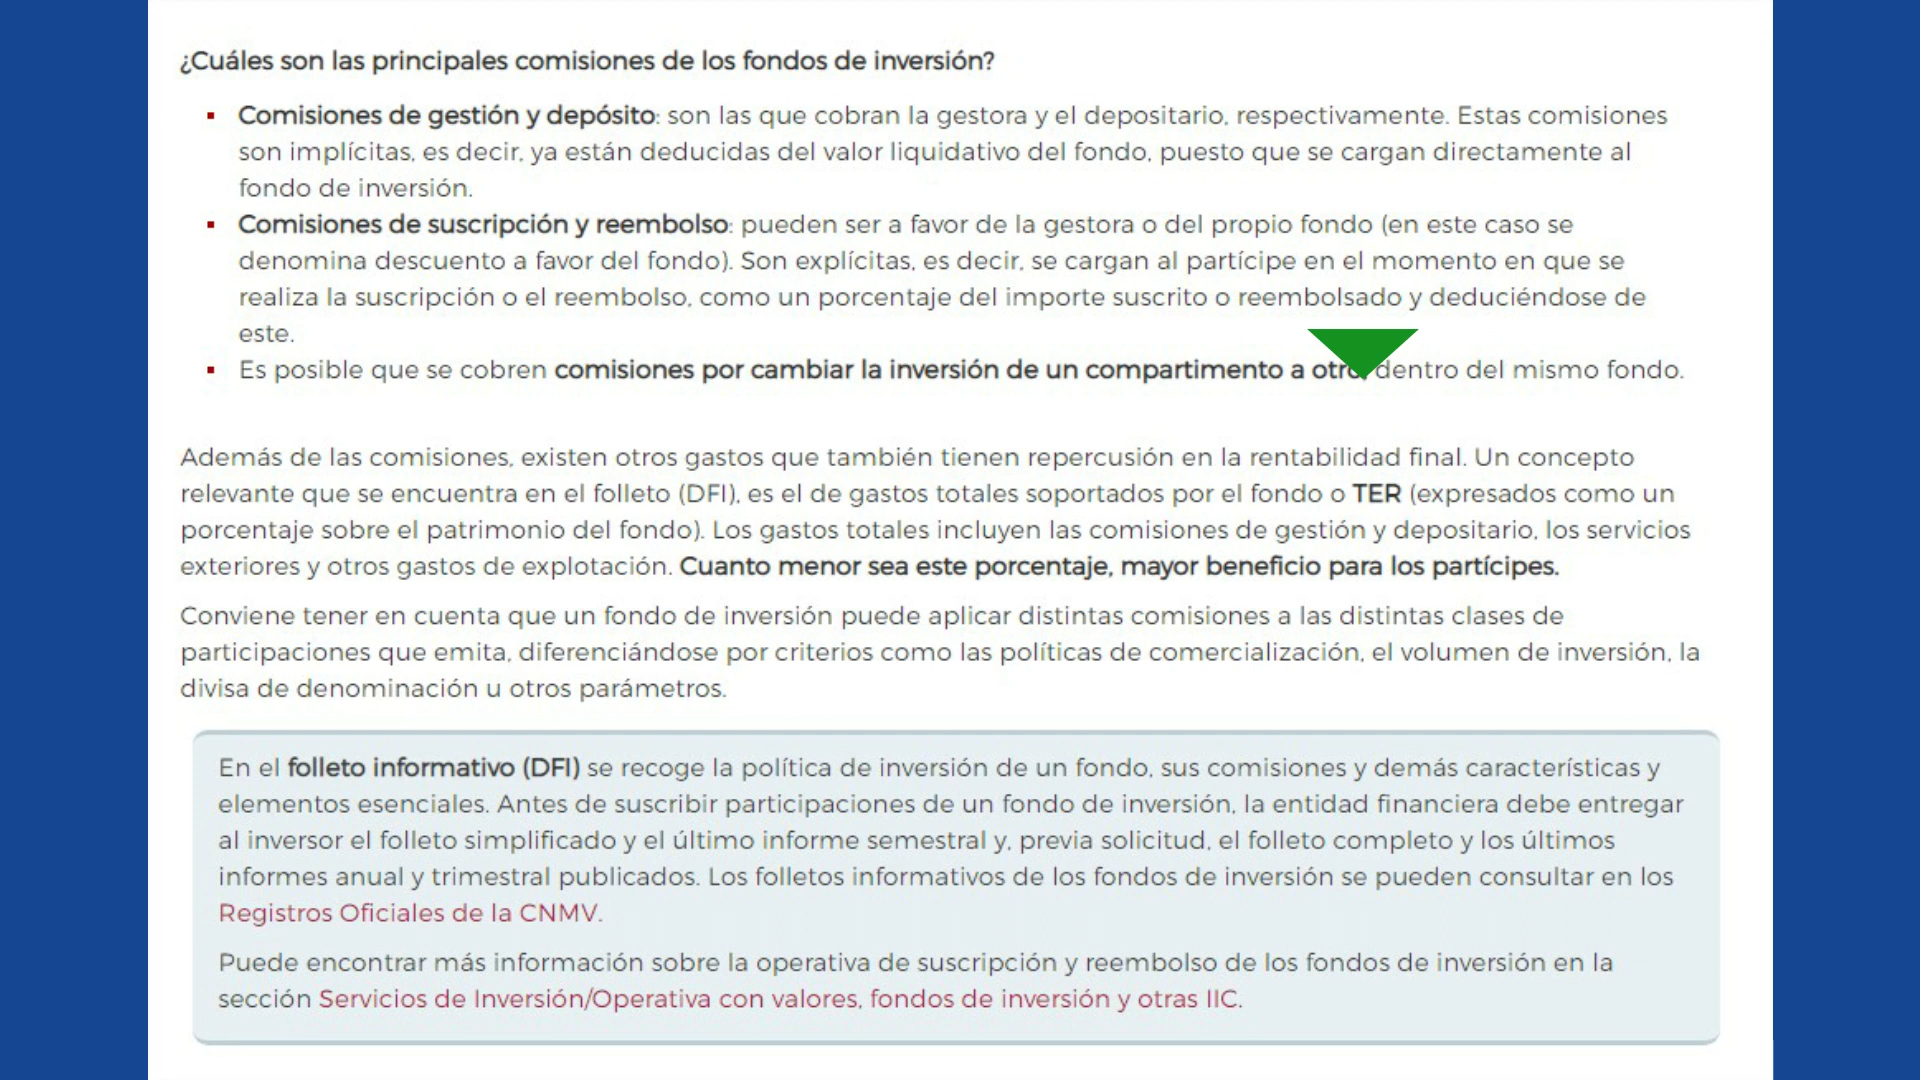 ¿Cuáles son las principales comisiones de los fondos de inversión?
Comisiones de gestión y depósito: son las que cobran la gestora y el depositario, respectivamente. Estas comisiones
son implícitas, es decir, ya están deducidas del valor liquidativo del fondo, puesto que se cargan directamente al
fondo de inversión.
Comisiones de suscripción y reembolso: pueden ser a favor de la gestora o del propio fondo (en este caso se
denomina descuento a favor del fondo). Son explícitas, es decir, se cargan al partícipe en el momento en que se
realiza la suscripción o el reembolso, como un porcentaje del importe suscrito o reembolsado y deduciéndose de
este.
Es posible que se cobren comisiones por cambiar la inversión de un compartimento a otro, dentro del mismo fondo.
Además de las comisiones, existen otros gastos que también tienen repercusión en la rentabilidad final. Un concepto
relevante que se encuentra en el folleto (DFI), es el de gastos totales soportados por el fondo o TER (expresados como un
porcentaje sobre el patrimonio del fondo). Los gastos totales incluyen las comisiones de gestión y depositario, los servicios
exteriores y otros gastos de explotación. Cuanto menor sea este porcentaje, mayor beneficio para los partícipes.
Conviene tener en cuenta que un fondo de inversión puede aplicar distintas comisiones a las distintas clases de
participaciones que emita, diferenciándose por criterios como las políticas de comercialización, el volumen de inversión, la
divisa de denominación u otros parámetros.
En el folleto informativo (DFI) se recoge la política de inversión de un fondo, sus comisiones y demás características y
elementos esenciales. Antes de suscribir participaciones de un fondo de inversión, la entidad financiera debe entregar
al inversor el folleto simplificado y el último informe semestral y, previa solicitud, el folleto completo y los últimos
informes anual y trimestral publicados. Los folletos informativos de los fondos de inversión se pueden consultar en los
Registros Oficiales de la CNMV.
Puede encontrar más información sobre la operativa de suscripción y reembolso de los fondos de inversión en la
sección Servicios de Inversión/Operativa con valores, fondos de inversión y otras IIC.